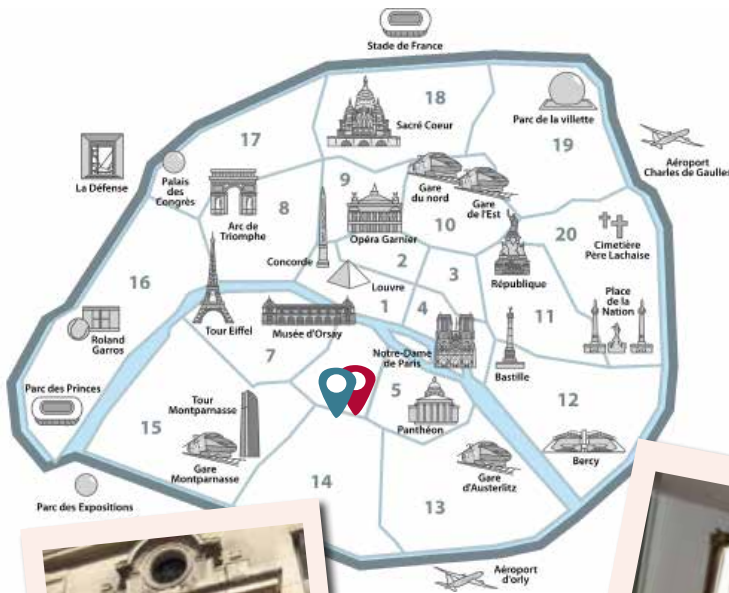 Stade de France
18
Sacré Coeur
Parc de la villette
19
17
Aéroport
Charles de Gaulles
La Défense
Palais
des
Congrès
Arc de
Triomphe
8
9
Opéra Garnier
Gare
du nord
Gare
de l'Est
10
20
Cimetière
Père Lachaise
Concorde
2
3
République
Louvre
16
Tour Eiffel
Musée d'Orsay
1
4
11
Place
de la
Nation
Roland
Garros
7
Notre-Dame
de Paris
Bastille
Parc des Princes
Tour
Montparnasse
5
Panthéon
12
15
Gare
Montparnasse
Gare
d'Austerlitz
Bercy
Parc des Expositions
14
13
Aéroport
d'orly